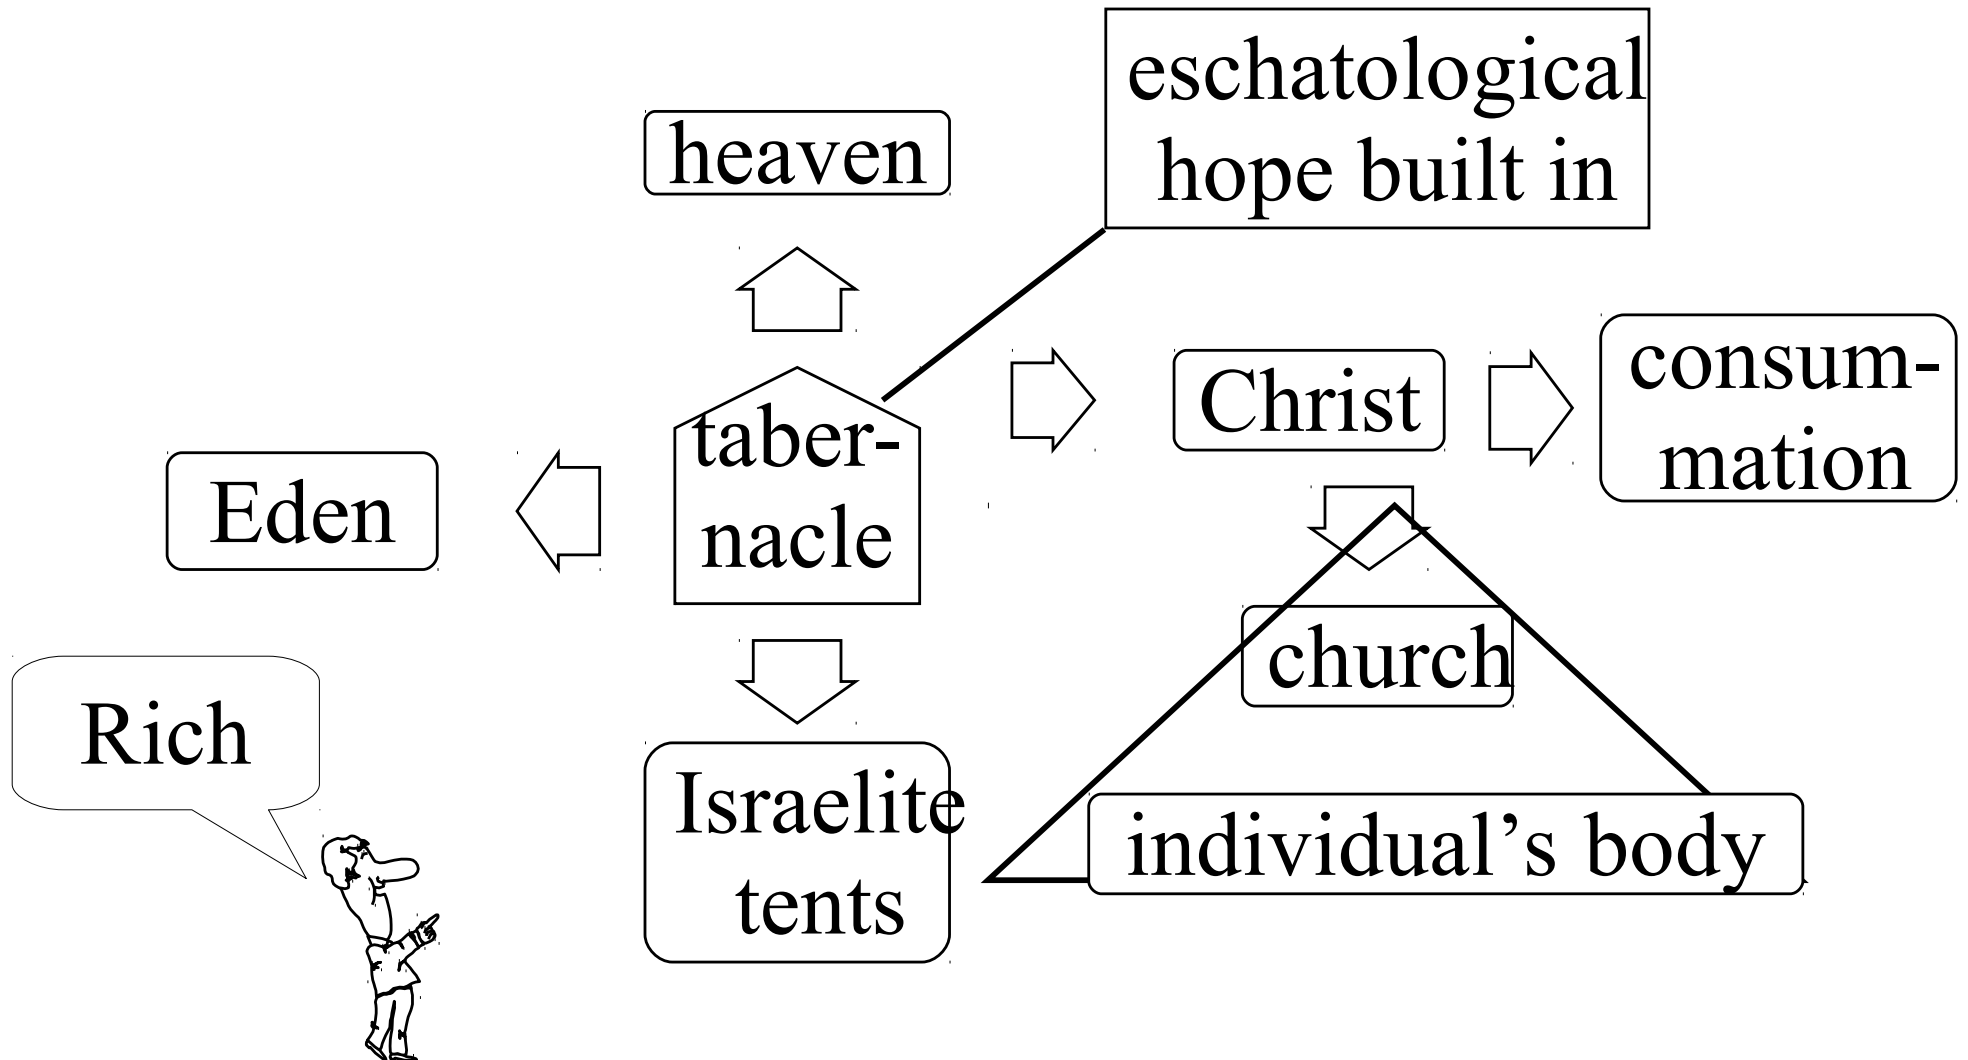 eschatological
hope built in
heaven
taber-
nacle
Christ
consum-
mation
Eden
church
Rich
Israelite
tents
individual’s body